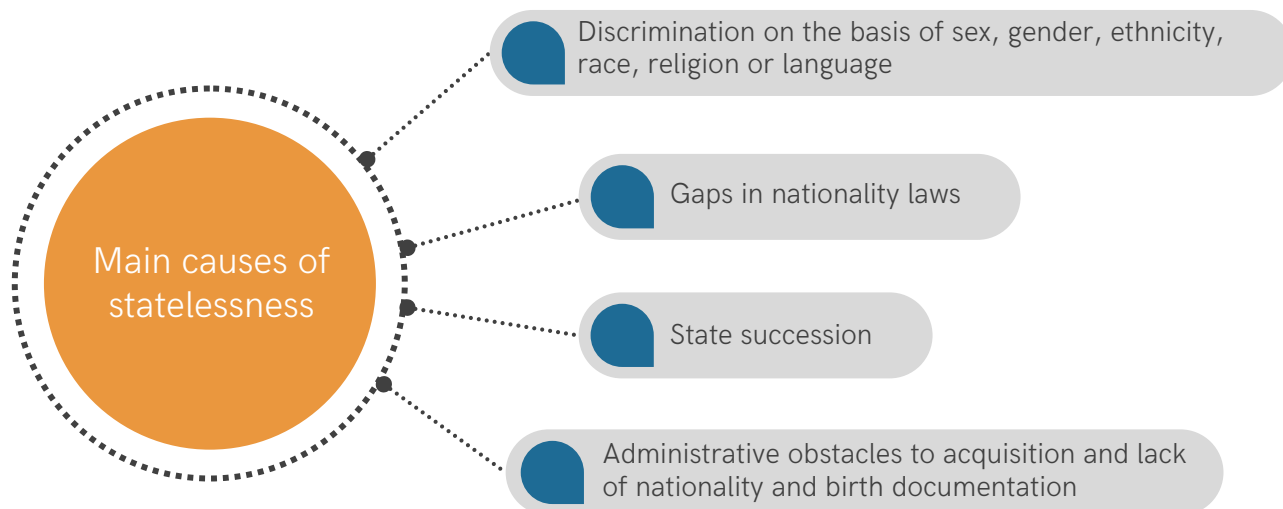 Discrimination on the basis of sex, gender, ethnicity,
race, religion or language
Gaps in nationality laws
Main causes of
statelessness
State succession
Administrative obstacles to acquisition and lack
of nationality and birth documentation